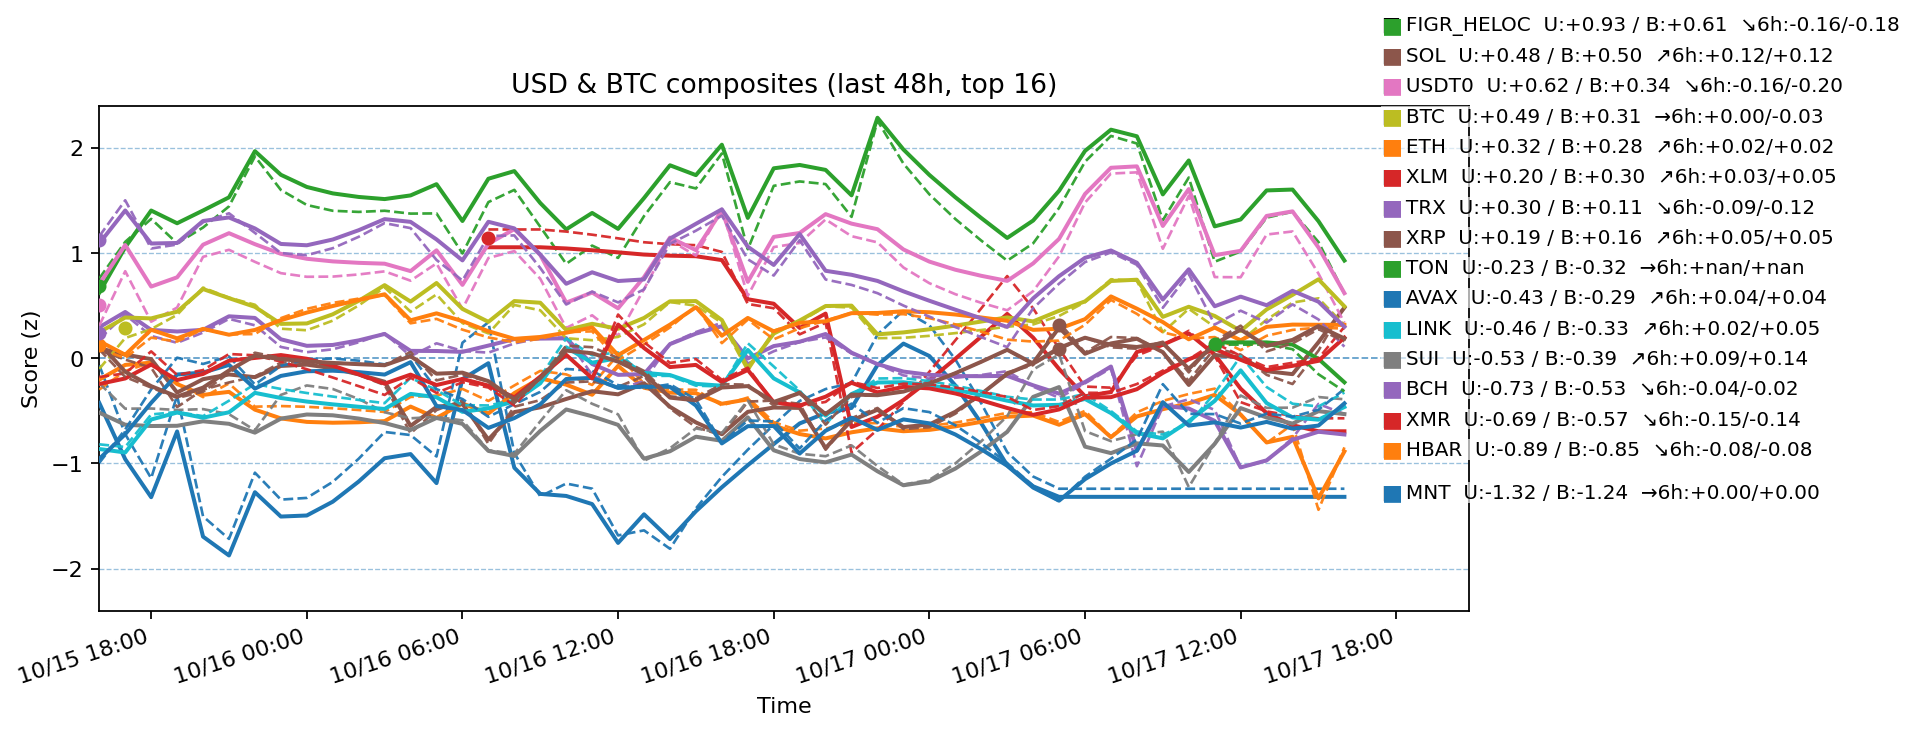 FIGR_HELOC U:+0.93 / B:+0.61 ↘6h:-0.16/-0.18
SOL U:+0.48 / B:+0.50 ↗6h:+0.12/+0.12
USD & BTC composites (last 48h, top 16)
USDT0 U:+0.62 / B:+0.34 ↘6h:-0.16/-0.20
BTC U:+0.49 / B:+0.31 →6h:+0.00/-0.03
ETH U:+0.32 / B:+0.28 ↗6h:+0.02/+0.02
XLM U:+0.20 / B:+0.30 ↗6h:+0.03/+0.05
TRX U:+0.30 / B:+0.11 ↘6h:-0.09/-0.12
XRP U:+0.19 / B:+0.16 ↗6h:+0.05/+0.05
TON U:-0.23 / B:-0.32 →6h:+nan/+nan
AVAX U:-0.43 / B:-0.29 ↗6h:+0.04/+0.04
LINK U:-0.46 / B:-0.33 ↗6h:+0.02/+0.05
SUI U:-0.53 / B:-0.39 ↗6h:+0.09/+0.14
BCH U:-0.73 / B:-0.53 ↘6h:-0.04/-0.02
XMR U:-0.69 / B:-0.57 ↘6h:-0.15/-0.14
HBAR U:-0.89 / B:-0.85 ↘6h:-0.08/-0.08
MNT U:-1.32 / B:-1.24 →6h:+0.00/+0.00
Score (z)
2
1
0
−1
−2
10/15 18:00
10/16 00:00
10/16 06:00
10/16 12:00
10/16 18:00
10/17 00:00
10/17 06:00
10/17 12:00
10/17 18:00
Time